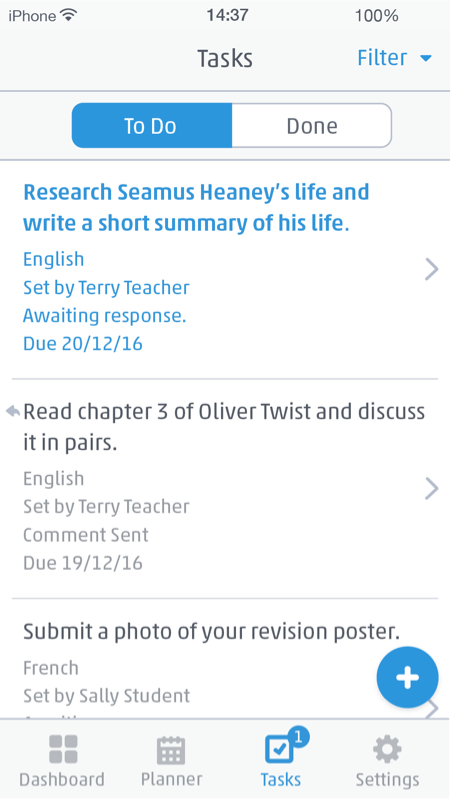 iPhone 14:37 100%
Tasks Filter
To Do Done
Research Seamus Heaney's life and
write a short summary of his life.
English
Set by Terry Teacher
Awaiting response.
Due 20/12/16
Read chapter 3 of Oliver Twist and discuss
it in pairs.
English
Set by Terry Teacher
Comment Sent
Due 19/12/16
Submit a photo of your revision poster.
French
Set by Sally Student
1
Dashboard Planner Tasks Settings